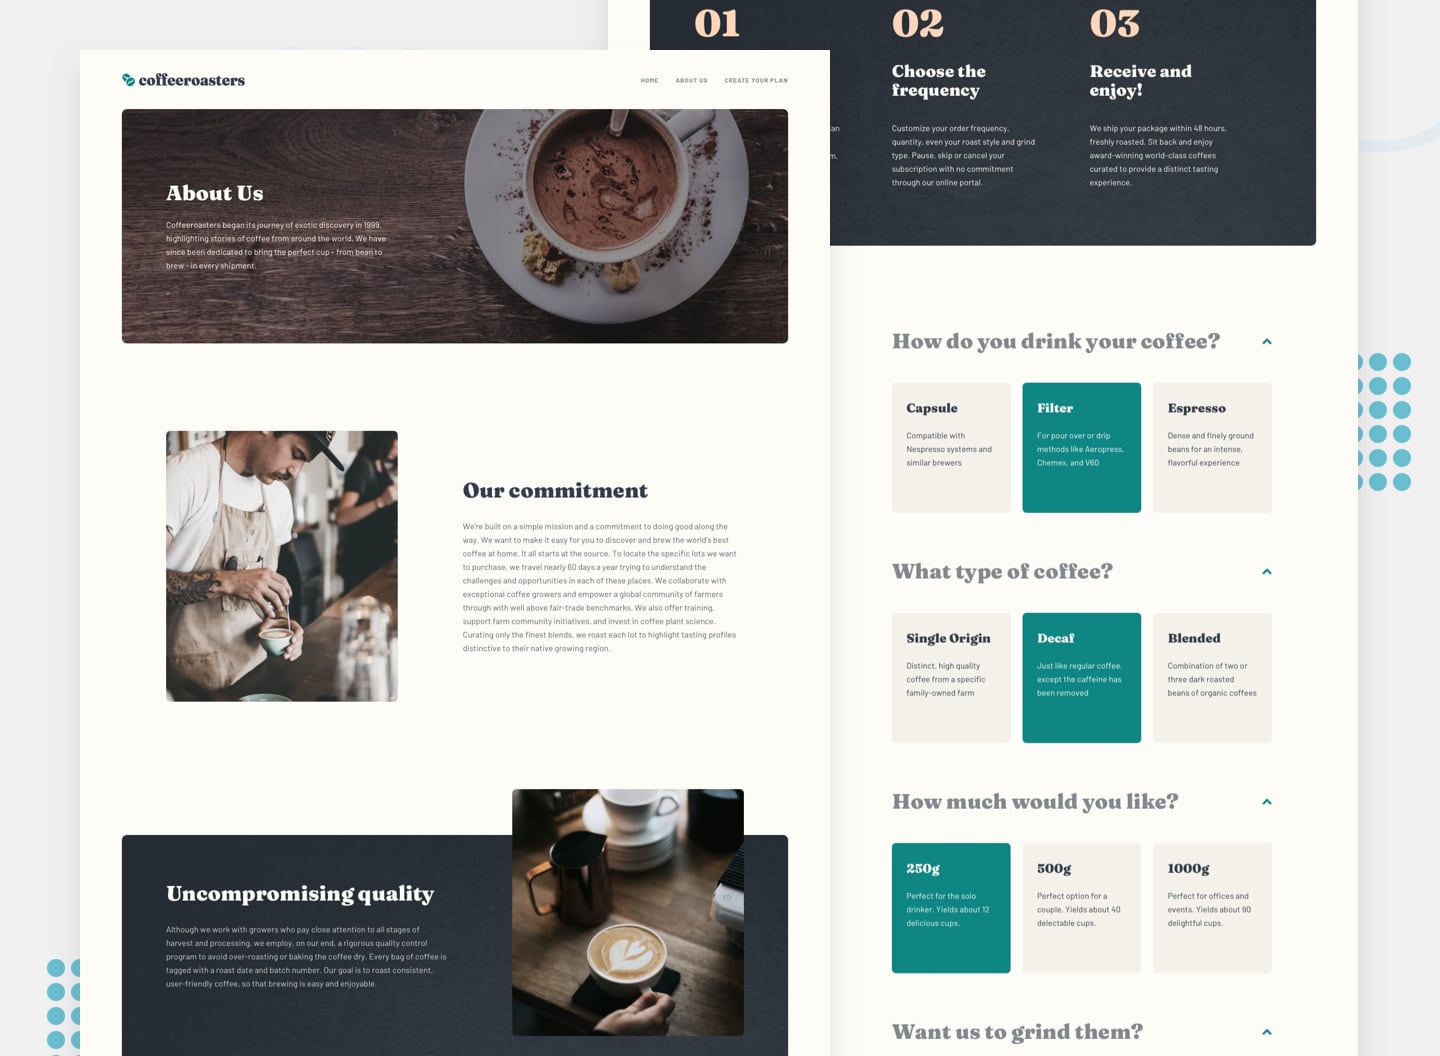 coffeeroasters
HOME ABOUT US CREATE YOUR PLAN
About Us
Coffeeroasters began its journey of exotic discovery in 1999,
highlighting stories of coffee from around the world. We have
since been dedicated to bring the perfect cup - from bean to
brew - in every shipment.
Our commitment
We're built on a simple mission and a commitment to doing good along the
way. We want to make it easy for you to discover and brew the world's best
coffee at home. It all starts at the source. To locate the specific lots we want
to purchase, we travel nearly 60 days a year trying to understand the
challenges and opportunities in each of these places. We collaborate with
exceptional coffee growers and empower a global community of farmers
through with well above fair-trade benchmarks. We also offer training,
support farm community initiatives, and invest in coffee plant science.
Curating only the finest blends, we roast each lot to highlight tasting profiles
distinctive to their native growing region.
Uncompromising quality
Although we work with growers who pay close attention to all stages of
harvest and processing, we employ, on our end, a rigorous quality control
program to avoid over-roasting or baking the coffee dry. Every bag of coffee is
tagged with a roast date and batch number. Our goal is to roast consistent,
user-friendly coffee, so that brewing is easy and enjoyable.
01
an
m.
02
Choose the
frequency
Customize your order frequency,
quantity, even your roast style and grind
type. Pause, skip or cancel your
subscription with no commitment
through our online portal.
03
Receive and
enjoy!
We ship your package within 48 hours,
freshly roasted. Sit back and enjoy
award-winning world-class coffees
curated to provide a distinct tasting
experience.
How do you drink your coffee?
Capsule
Compatible with
Nespresso systems and
similar brewers
Filter
For pour over or drip
methods like Aeropress,
Chemex, and V60
Espresso
Dense and finely ground
beans for an intense,
flavorful experience
What type of coffee?
Single Origin
Distinct, high quality
coffee from a specific
family-owned farm
Decaf
Just like regular coffee,
except the caffeine has
been removed
Blended
Combination of two or
three dark roasted
beans of organic coffees
How much would you like?
250g
Perfect for the solo
drinker. Yields about 12
delicious cups.
500g
Perfect option for a
couple. Yields about 40
delectable cups.
1000g
Perfect for offices and
events. Yields about 90
delightful cups.
Want us to grind them?